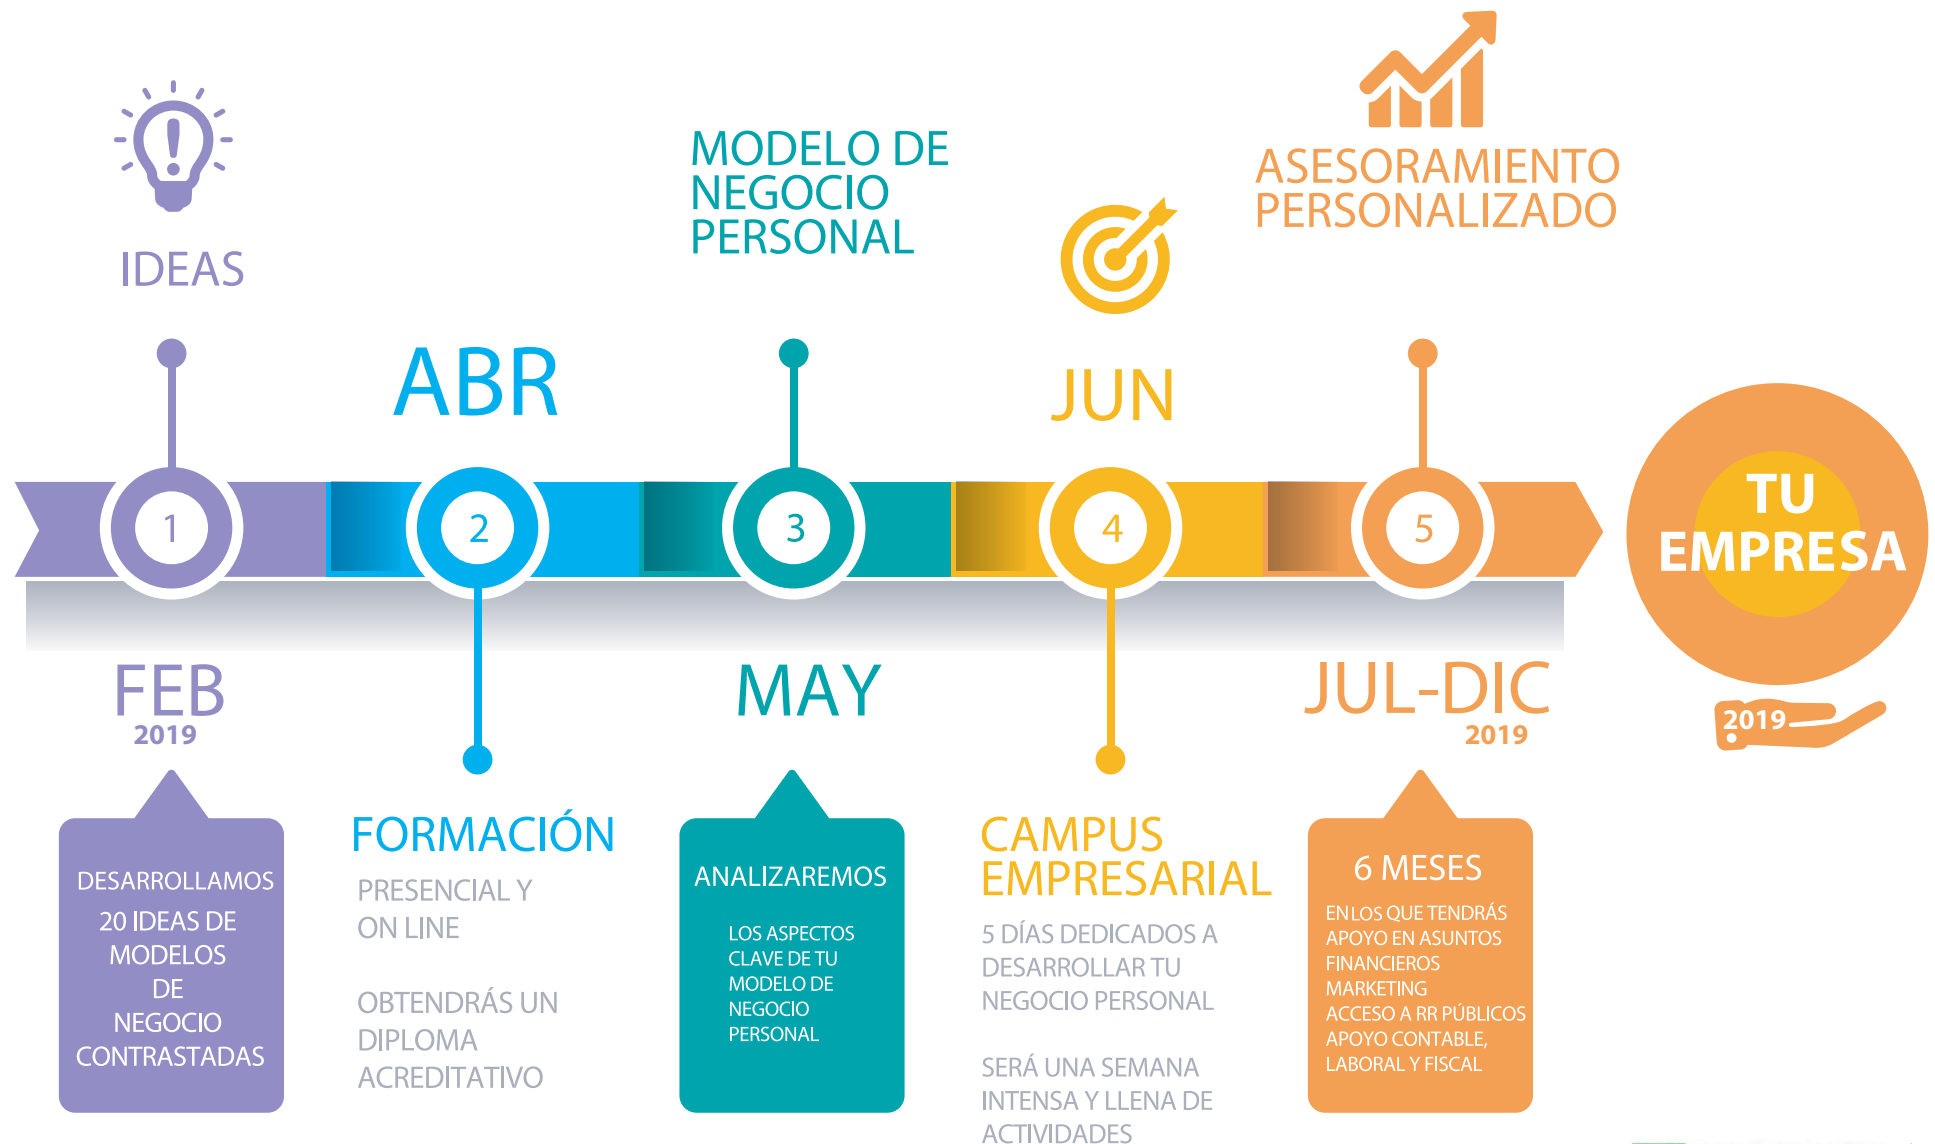 IDEAS
1
FEB
2019
DESARROLLAMOS
20 IDEAS DE
MODELOS
DE
NEGOCIO
CONTRASTADAS
ABR
2
FORMACIÓN
PRESENCIAL Y
ON LINE
OBTENDRÁS UN
DIPLOMA
ACREDITATIVO
MODELO DE
NEGOCIO
PERSONAL
3
MAY
ANALIZAREMOS
LOS ASPECTOS
CLAVE DE TU
MODELO DE
NEGOCIO
PERSONAL
JUN
4
CAMPUS
EMPRESARIAL
5 DÍAS DEDICADOS A
DESARROLLAR TU
NEGOCIO PERSONAL
SERÁ UNA SEMANA
INTENSA Y LLENA DE
ACTIVIDADES
ASESORAMIENTO
PERSONALIZADO
5
JUL-DIC
2019
6 MESES
EN LOS QUE TENDRÁS
APOYO EN ASUNTOS
FINANCIEROS
MARKETING
ACCESO A RR PÚBLICOS
APOYO CONTABLE,
LABORAL Y FISCAL
TU
EMPRESA
2019